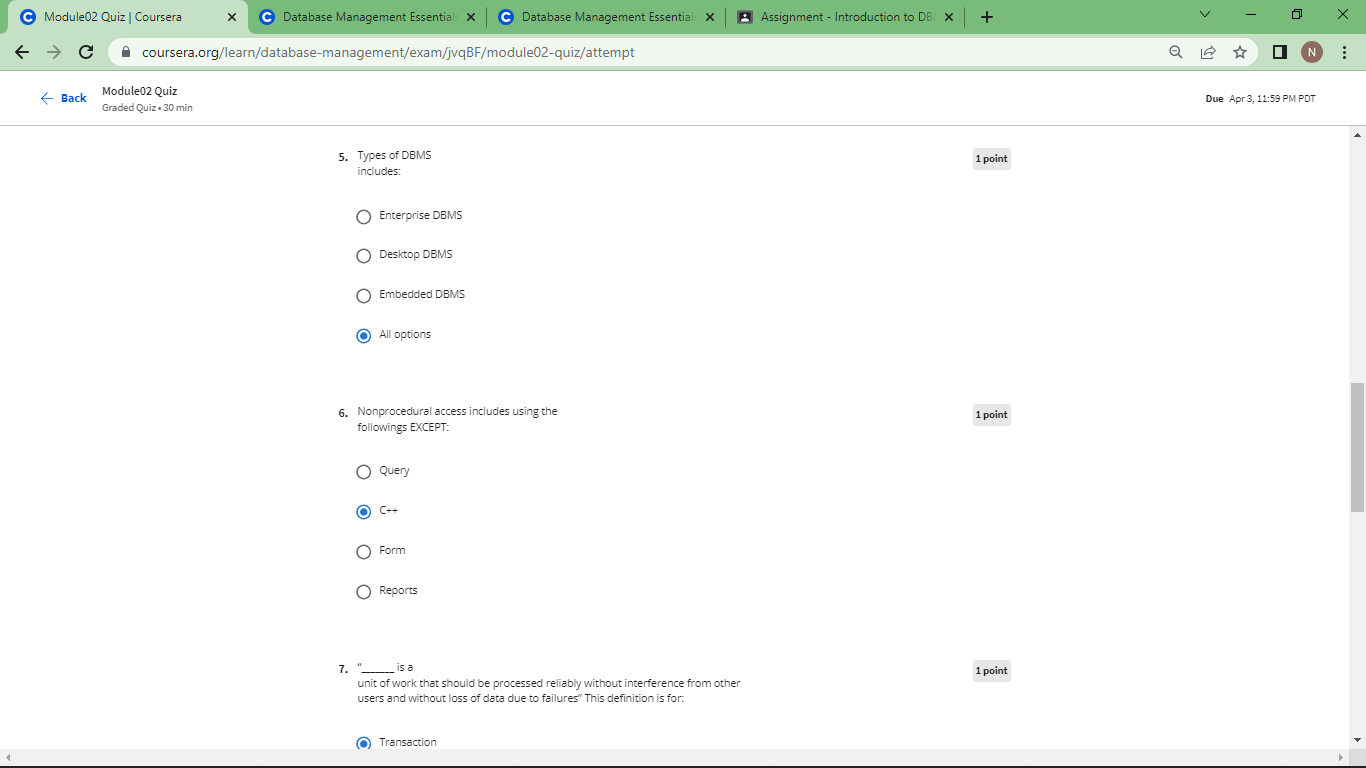 Module02 Quiz | Coursera
Database Management Essential
Database Management Essential
Assignment - Introduction to DB
coursera.org/learn/database-management/exam/jvqBF/module02-quiz/attempt
N
Back
Module02 Quiz
Graded Quiz • 30 min
Due Apr 3, 11:59 PM PDT
5. Types of DBMS
includes:
1 point
Enterprise DBMS
Desktop DBMS
Embedded DBMS
All options
6. Nonprocedural access includes using the
followings EXCEPT:
1 point
Query
C++
Form
Reports
7. “______ is a
unit of work that should be processed reliably without interference from other
users and without loss of data due to failures” This definition is for:
1 point
Transaction